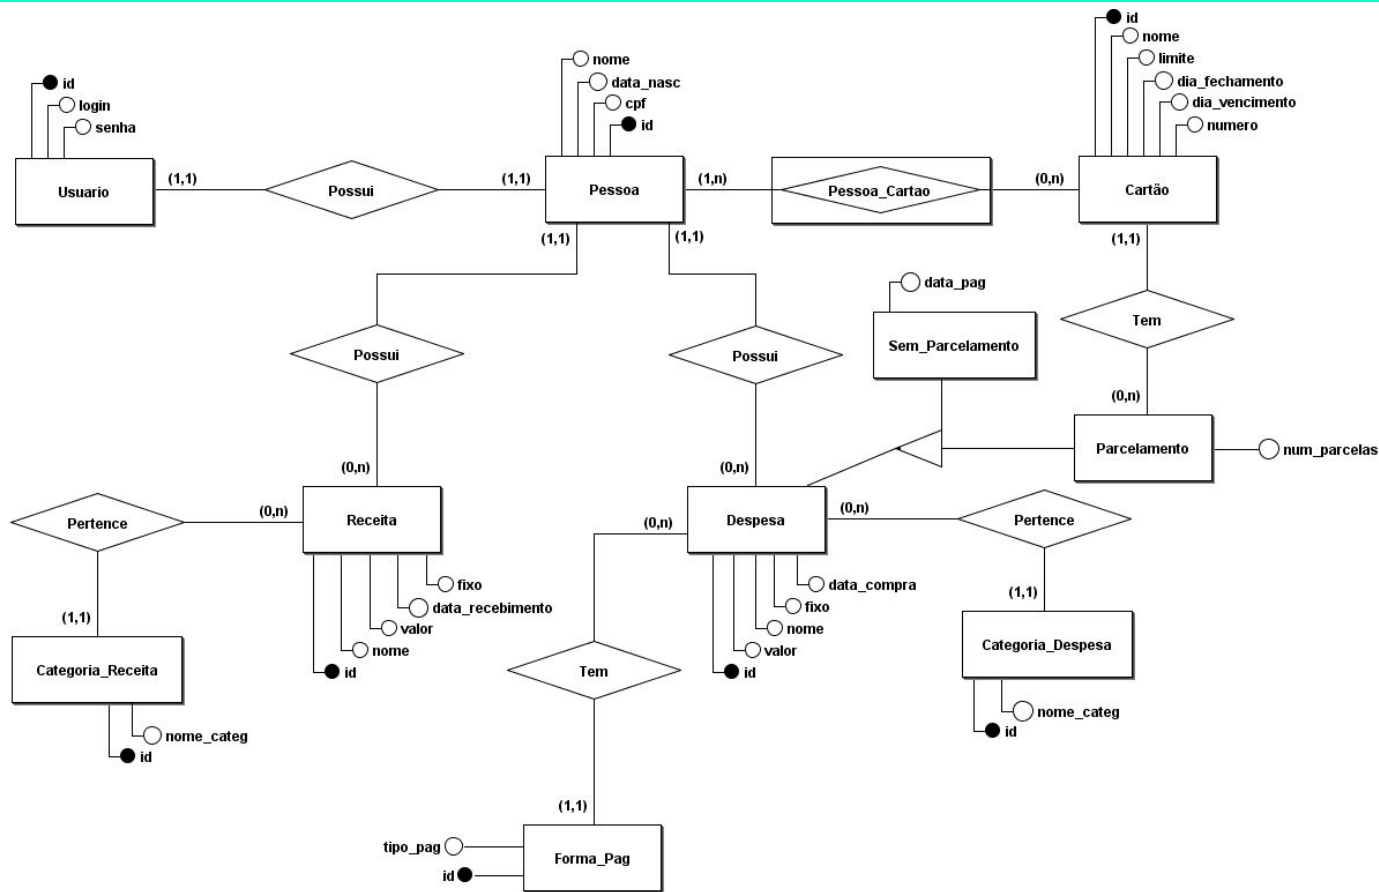 id
nome
limite
dia_fechamento
dia_vencimento
numero
nome
data_nasc
cpf
id
id
login
senha
Usuario
(1,1)
Possui
(1,1)
Pessoa
(1,n)
Pessoa_Cartao
(0,n)
Cartão
(1,1)
(1,1)
(1,1)
data_pag
Tem
Sem_Parcelamento
Possui
Possui
(0,n)
Parcelamento
num_parcelas
(0,n)
(0,n)
Pertence
(0,n)
Receita
(0,n)
Despesa
(0,n)
Pertence
fixo
data_recebimento
valor
nome
id
data_compra
fixo
nome
valor
id
(1,1)
(1,1)
Categoria_Receita
Tem
Categoria_Despesa
nome_categ
id
nome_categ
id
(1,1)
tipo_pag
id
Forma_Pag